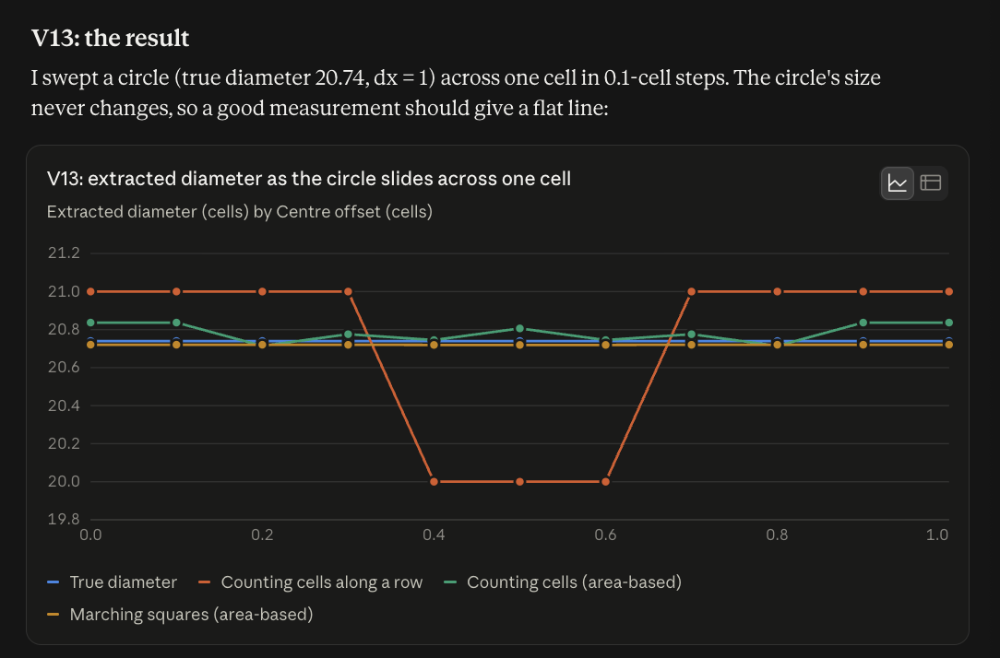 V13: the result
I swept a circle (true diameter 20.74, dx = 1) across one cell in 0.1-cell steps. The circle's size
never changes, so a good measurement should give a flat line:
V13: extracted diameter as the circle slides across one cell
Extracted diameter (cells) by Centre offset (cells)
21.2
21.0
20.8
20.6
20.4
20.2
20.0
19.8
0.0 0.2 0.4 0.6 0.8 1.0
True diameter Counting cells along a row Counting cells (area-based)
Marching squares (area-based)